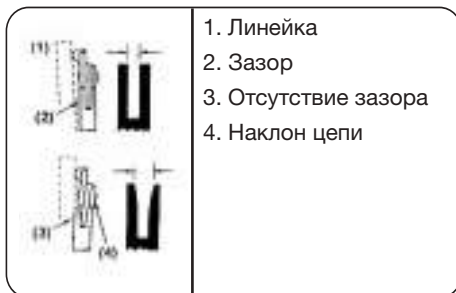 (1)
(2)
(3)
(4)
1. Линейка
2. Зазор
3. Отсутствие зазора
4. Наклон цепи